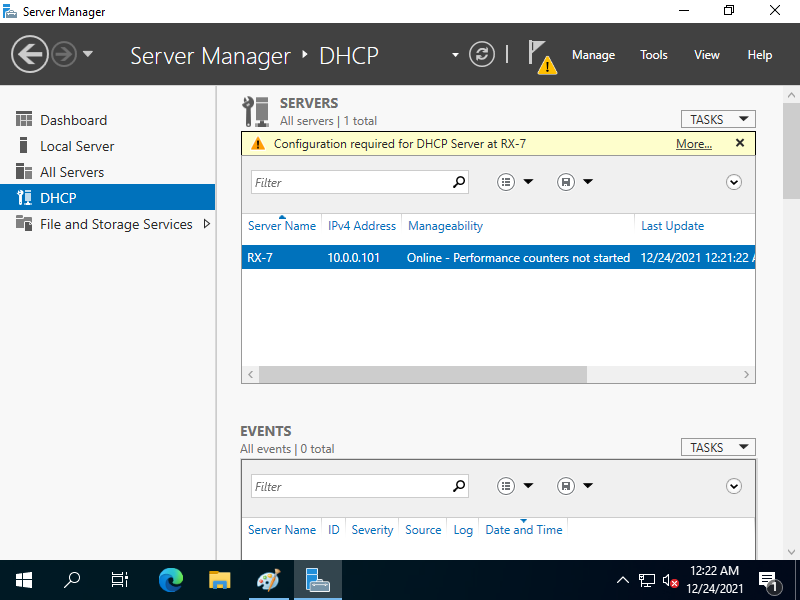 Server Manager
Server Manager ‣ DHCP
Manage Tools View Help
Dashboard
Local Server
All Servers
DHCP
File and Storage Services
SERVERS
All servers | 1 total
TASKS
Configuration required for DHCP Server at RX-7 More...
Filter
Server Name IPv4 Address Manageability Last Update
RX-7 10.0.0.101 Online - Performance counters not started 12/24/2021 12:21:22
EVENTS
All events | 0 total
TASKS
Filter
Server Name ID Severity Source Log Date and Time
12:22 AM
12/24/2021
1